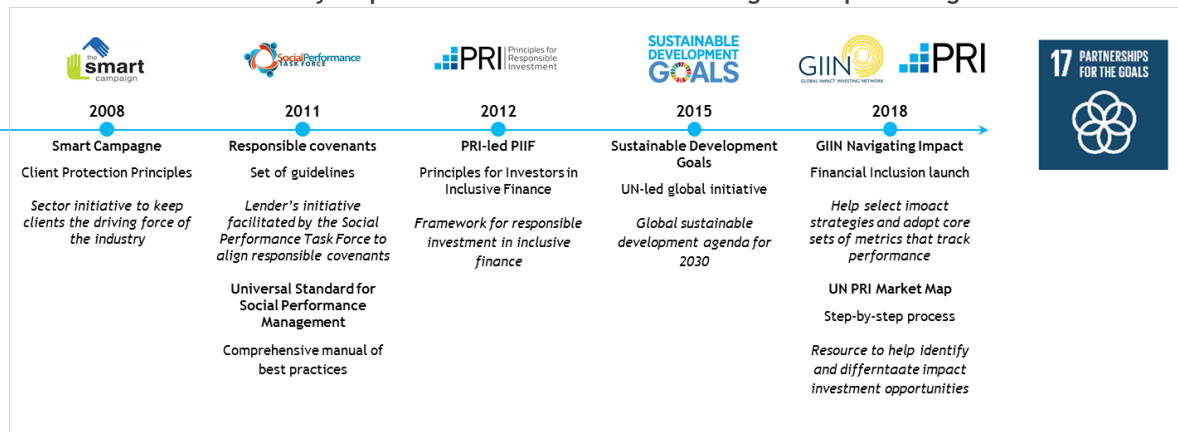 the
smart
campaign
SocialPerformance
TASK FORCE
PRI
Principles for
Responsible
Investment
SUSTAINABLE
DEVELOPMENT
GOALS
GIIN
GLOBAL IMPACT INVESTING NETWORK
PRI
17 PARTNERSHIPS
FOR THE GOALS
2008
Smart Campagne
Client Protection Principles
Sector initiative to keep
clients the driving force of
the industry
2011
Responsible covenants
Set of guidelines
Lender's initiative
facilitated by the Social
Performance Task Force to
align responsible covenants
Universal Standard for
Social Performance
Management
Comprehensive manual of
best practices
2012
PRI-led PIIF
Principles for Investors in
Inclusive Finance
Framework for responsible
investment in inclusive
finance
2015
Sustainable Development
Goals
UN-led global initiative
Global sustainable
development agenda for
2030
2018
GIIN Navigating Impact
Financial Inclusion launch
Help select imoact
strategies and adopt core
sets of metrics that track
performance
UN PRI Market Map
Step-by-step process
Resource to help identify
and differntaate impact
investment opportunities